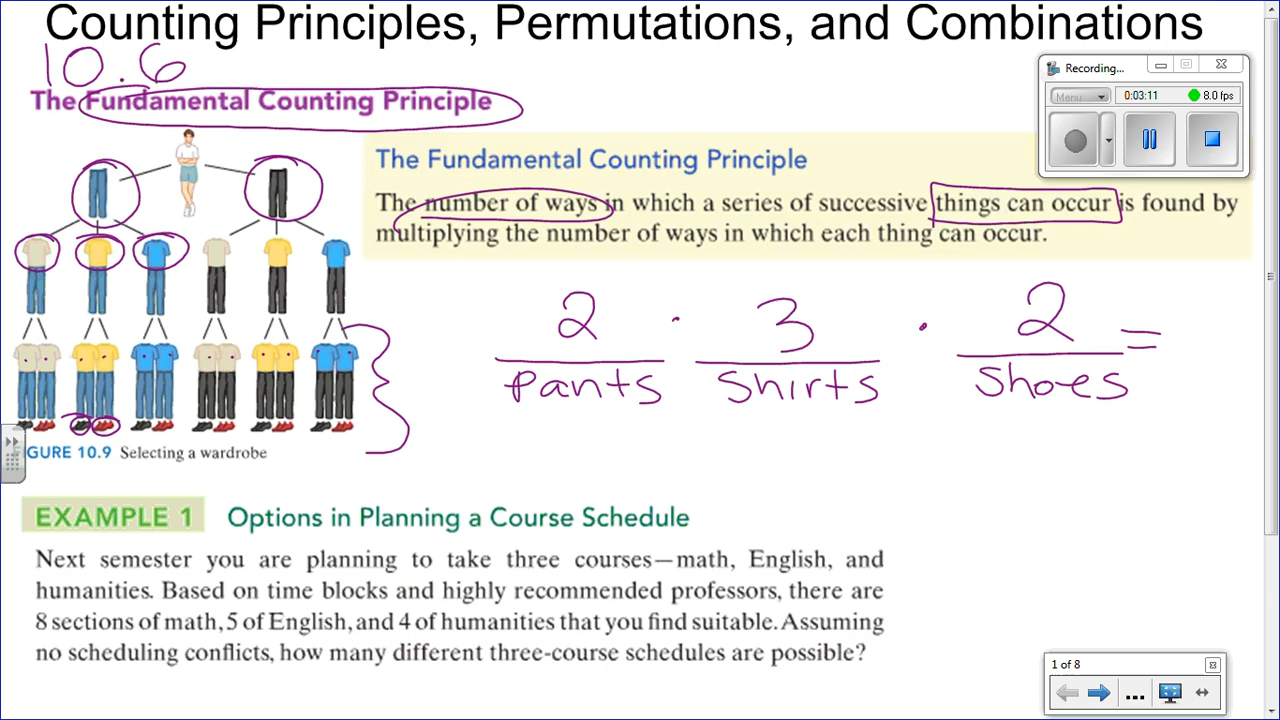 Counting Principles, Permutations, and Combinations
10.6
The Fundamental Counting Principle
Recording...
Menu
0:03:11
8.0 fps
The Fundamental Counting Principle
The number of ways in which a series of successive things can occur is found by
multiplying the number of ways in which each thing can occur.
2 · 3 · 2 =
pants shirts shoes
IGURE 10.9 Selecting a wardrobe
EXAMPLE 1 Options in Planning a Course Schedule
Next semester you are planning to take three courses—math, English, and
humanities. Based on time blocks and highly recommended professors, there are
8 sections of math, 5 of English, and 4 of humanities that you find suitable. Assuming
no scheduling conflicts, how many different three-course schedules are possible?
1 of 8